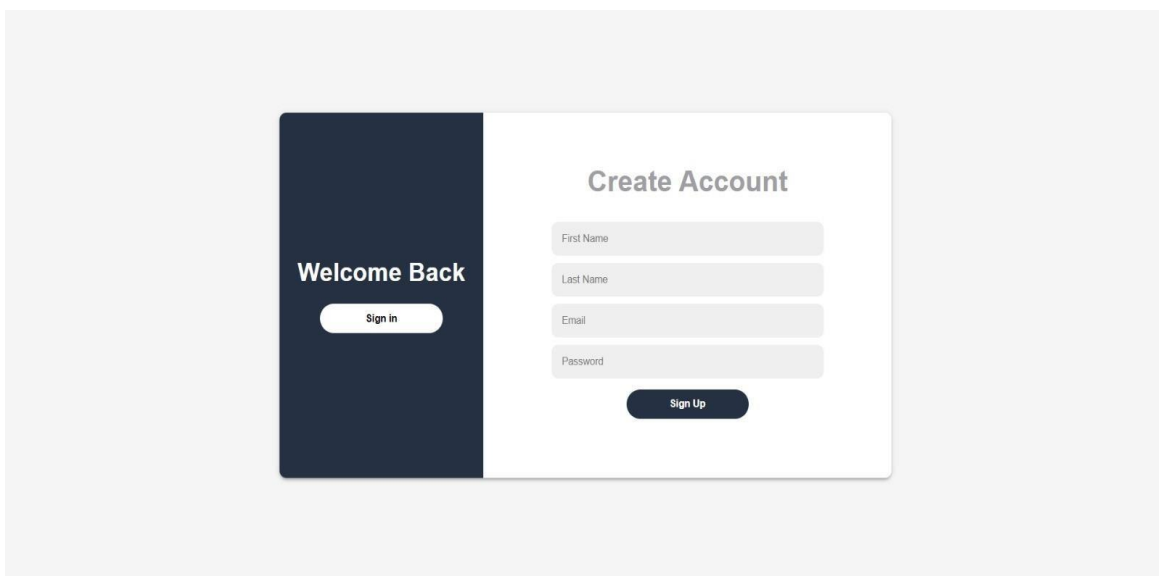 Welcome Back
Sign in
Create Account
First Name
Last Name
Email
Password
Sign Up